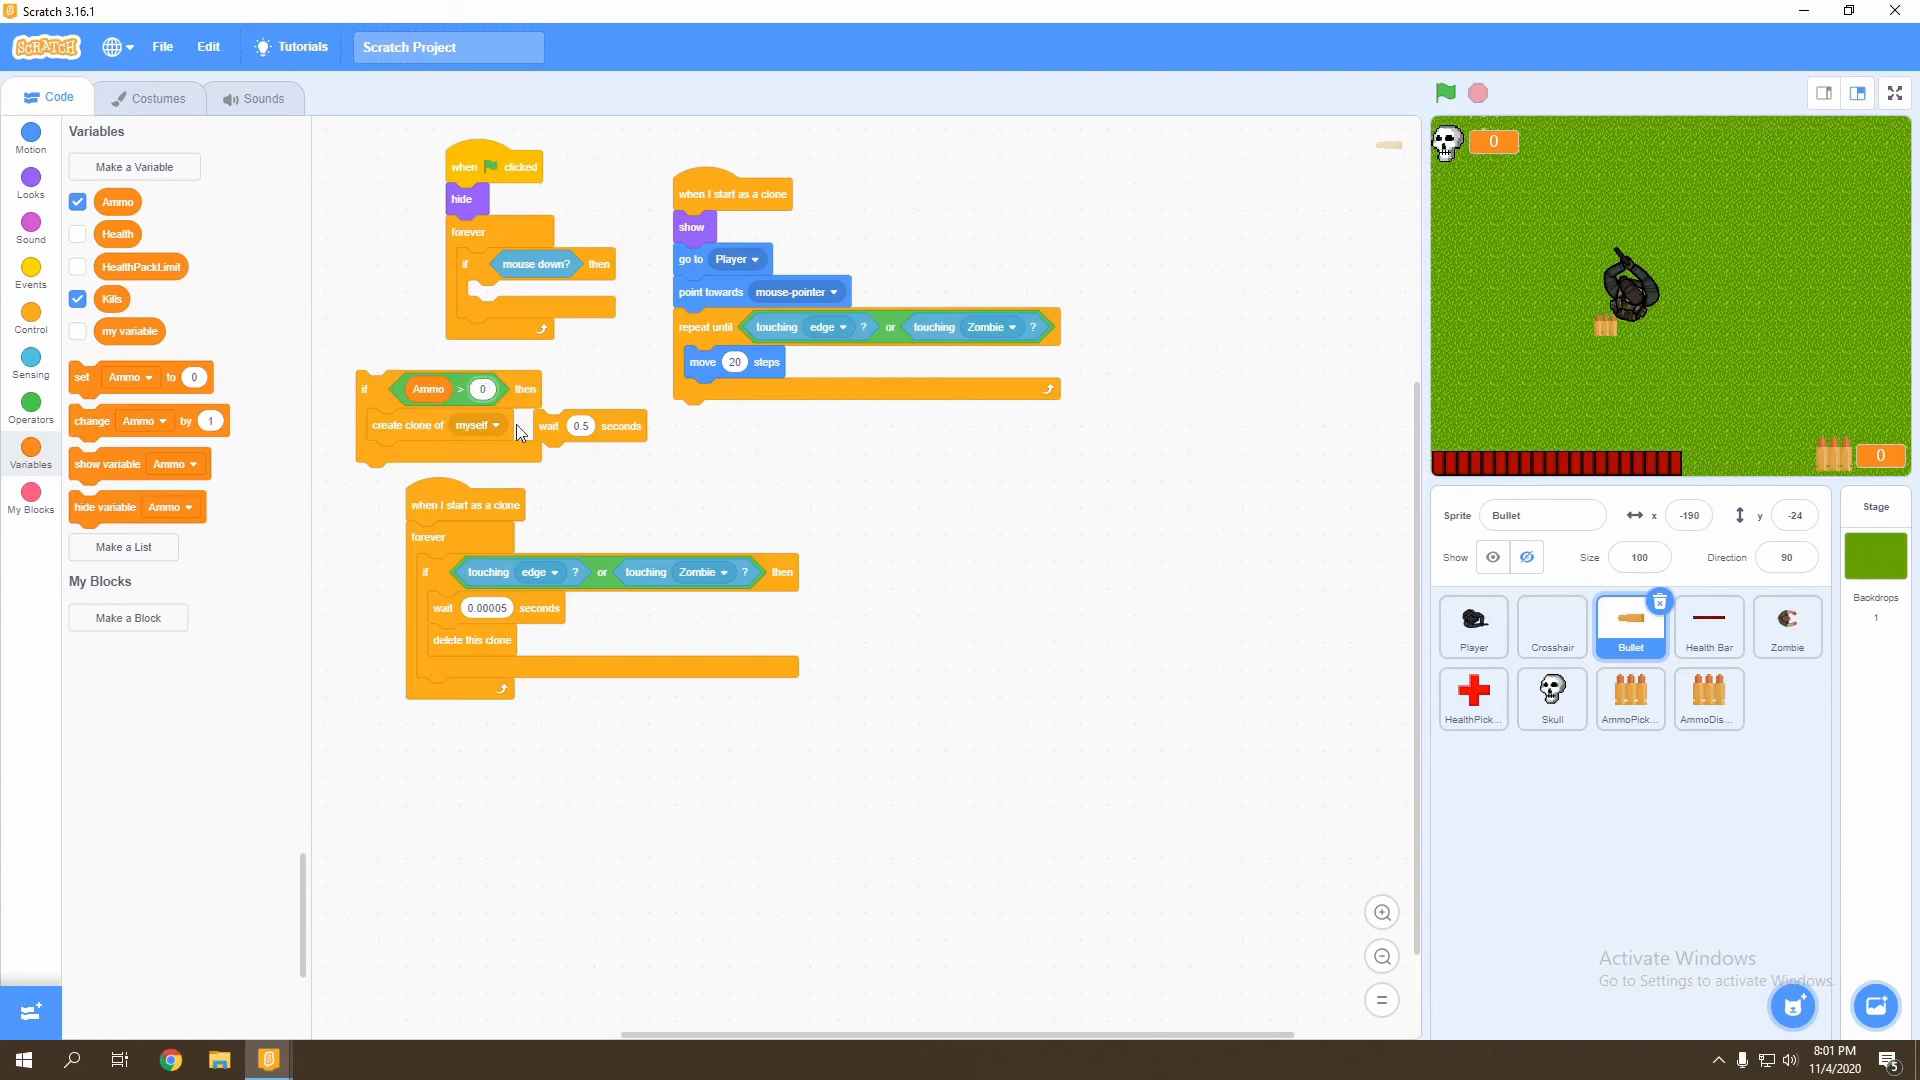 Scratch 3.16.1
SCRATCH File Edit Tutorials Scratch Project
Code Costumes Sounds
Motion
Looks
Sound
Events
Control
Sensing
Operators
Variables
My Blocks
Variables
Make a Variable
Ammo
Health
HealthPackLimit
Kills
my variable
set Ammo to 0
change Ammo by 1
show variable Ammo
hide variable Ammo
Make a List
My Blocks
Make a Block
when clicked
hide
forever
if mouse down? then
when I start as a clone
show
go to Player
point towards mouse-pointer
repeat until touching edge ? or touching Zombie ?
move 20 steps
if Ammo > 0 then
create clone of myself
wait 0.5 seconds
when I start as a clone
forever
if touching edge ? or touching Zombie ? then
wait 0.00005 seconds
delete this clone
0
0
Sprite Bullet x -190 y -24
Show Size 100 Direction 90
Player
Crosshair
Bullet
Health Bar
Zombie
HealthPick...
Skull
AmmoPick...
AmmoDis...
Stage
Backdrops
1
Activate Windows
Go to Settings to activate Windows.
8:01 PM
11/4/2020
5